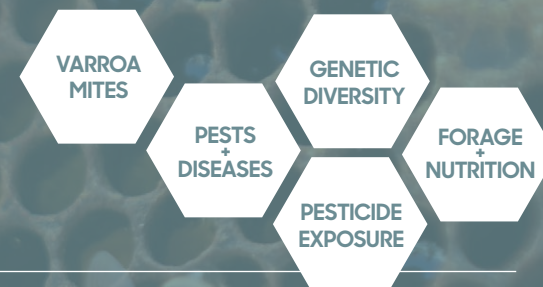 VARROA
MITES
GENETIC
DIVERSITY
PESTS
+
DISEASES
FORAGE
+
NUTRITION
PESTICIDE
EXPOSURE